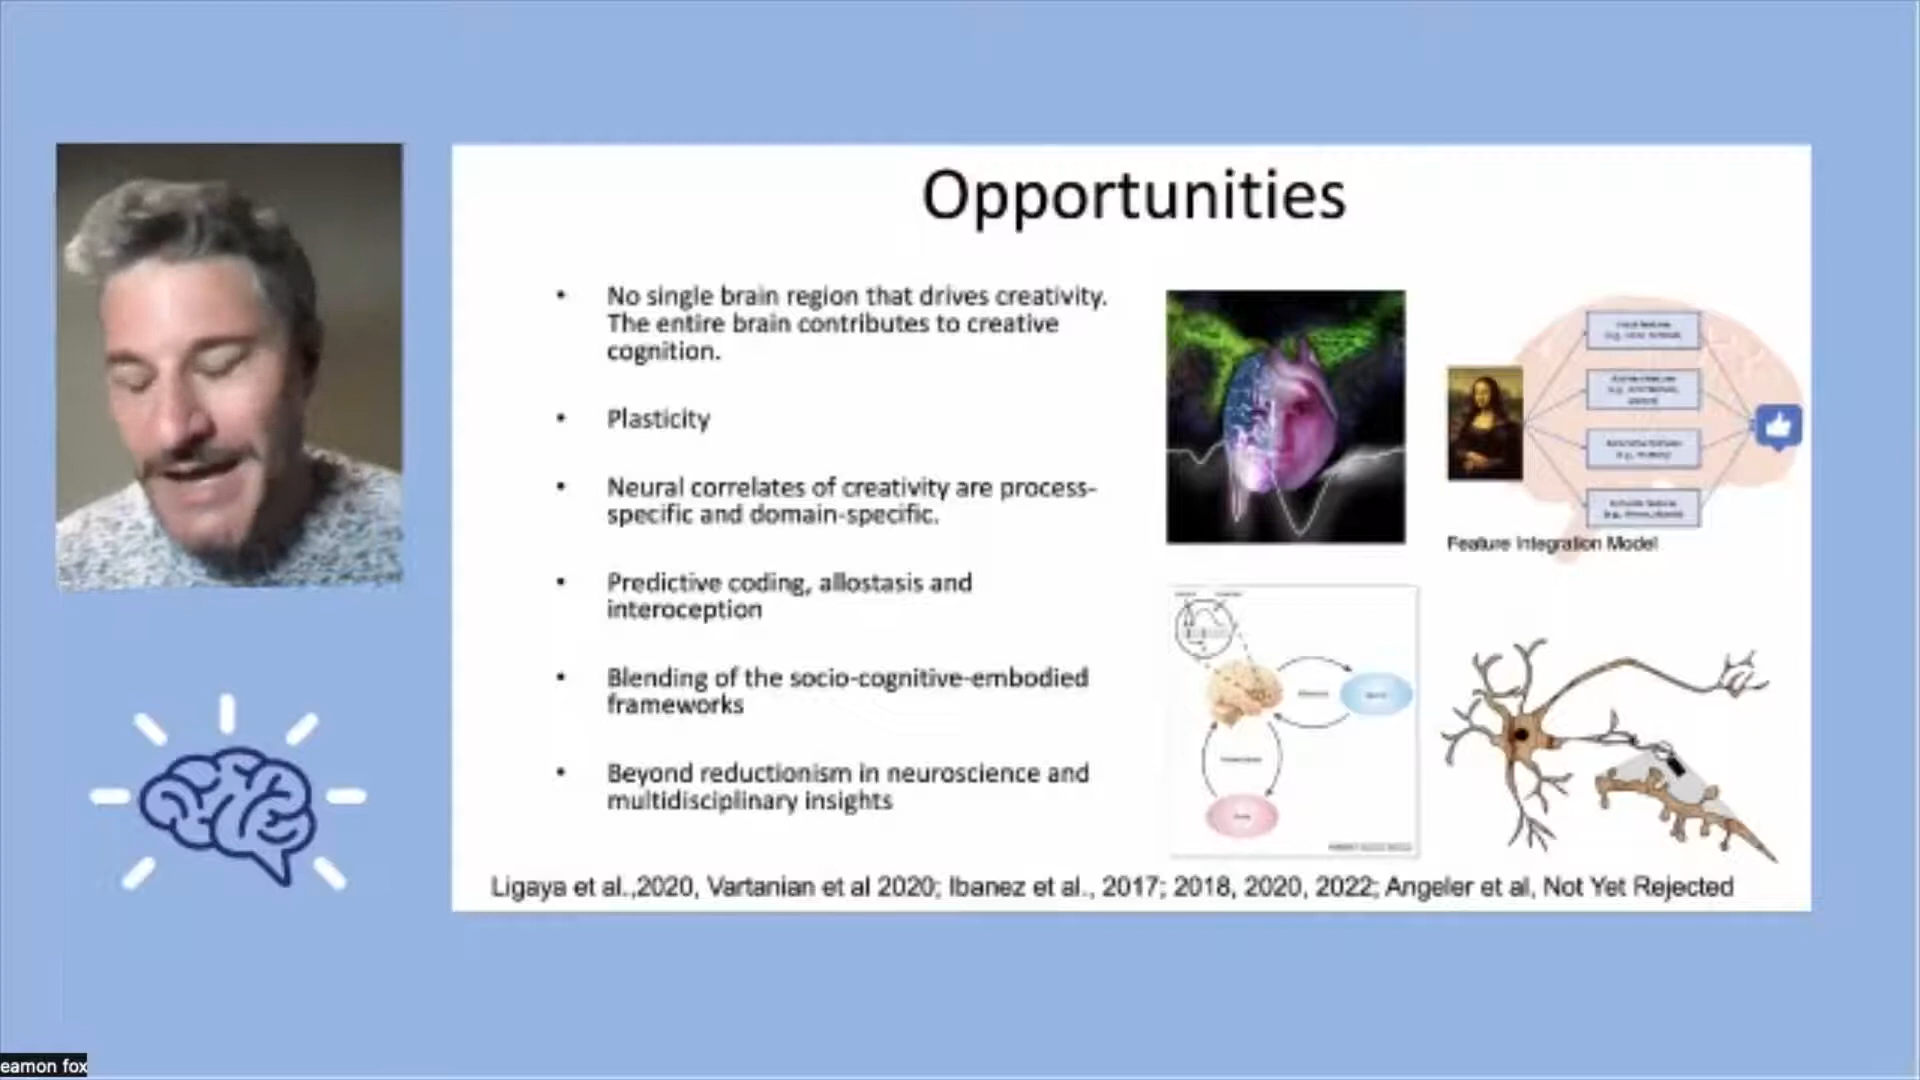 Opportunities
• No single brain region that drives creativity.
The entire brain contributes to creative
cognition.
• Plasticity
• Neural correlates of creativity are process-
specific and domain-specific.
• Predictive coding, allostasis and
interoception
• Blending of the socio-cognitive-embodied
frameworks
• Beyond reductionism in neuroscience and
multidisciplinary insights
Feature Integration Model
Ligaya et al.,2020, Vartanian et al 2020; Ibanez et al., 2017; 2018, 2020, 2022; Angeler et al, Not Yet Rejected
eamon fox